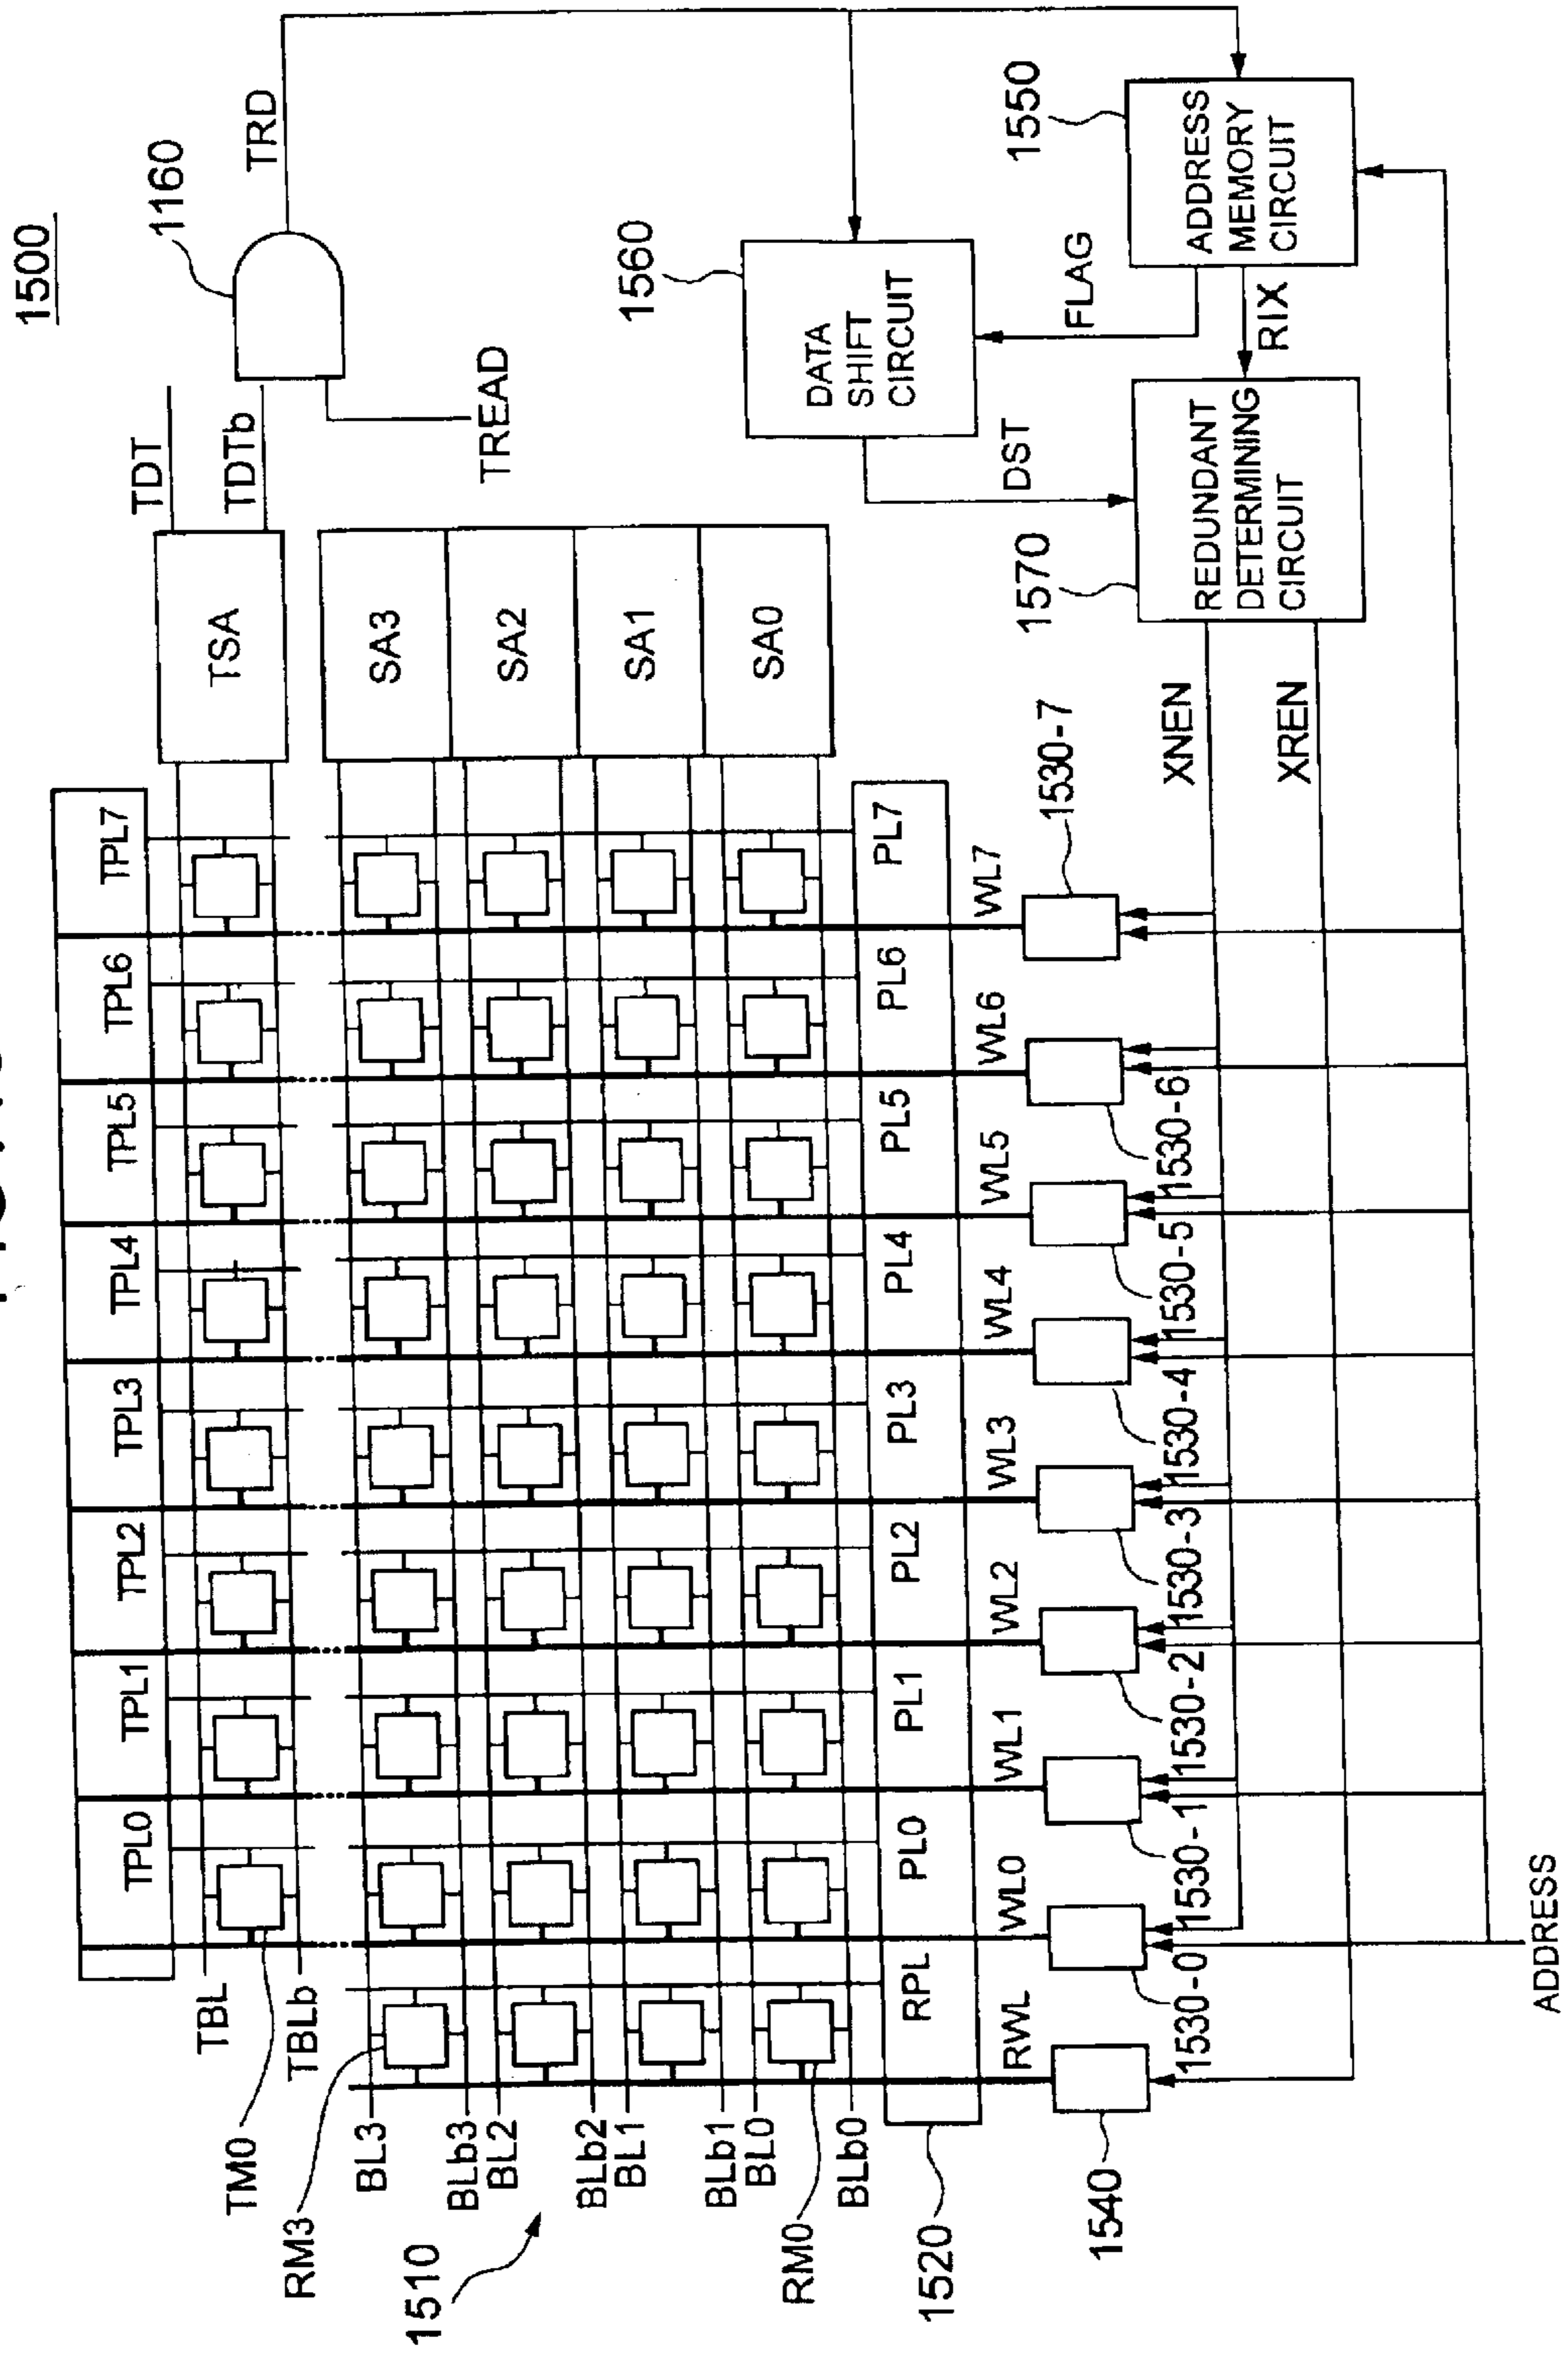 1500
TDT
TDTb
1160
TRD
TREAD
TSA
SA3
SA2
SA1
SA0
1560
DATA
SHIFT
CIRCUIT
FLAG
1550
ADDRESS
MEMORY
CIRCUIT
RIX
DST
1570
REDUNDANT
DETERMINING
CIRCUIT
XNEN
XREN
TPL0
TPL1
TPL2
TPL3
TPL4
TPL5
TPL6
TPL7
TBL
TBLb
TM0
RM3
BL3
BLb3
BL2
BLb2
BL1
BLb1
BL0
BLb0
1510
RM0
RPL
PL0
PL1
PL2
PL3
PL4
PL5
PL6
PL7
1520
RWL
WL0
WL1
WL2
WL3
WL4
WL5
WL6
WL7
1540
1530-0
1530-1
1530-2
1530-3
1530-4
1530-5
1530-6
1530-7
ADDRESS